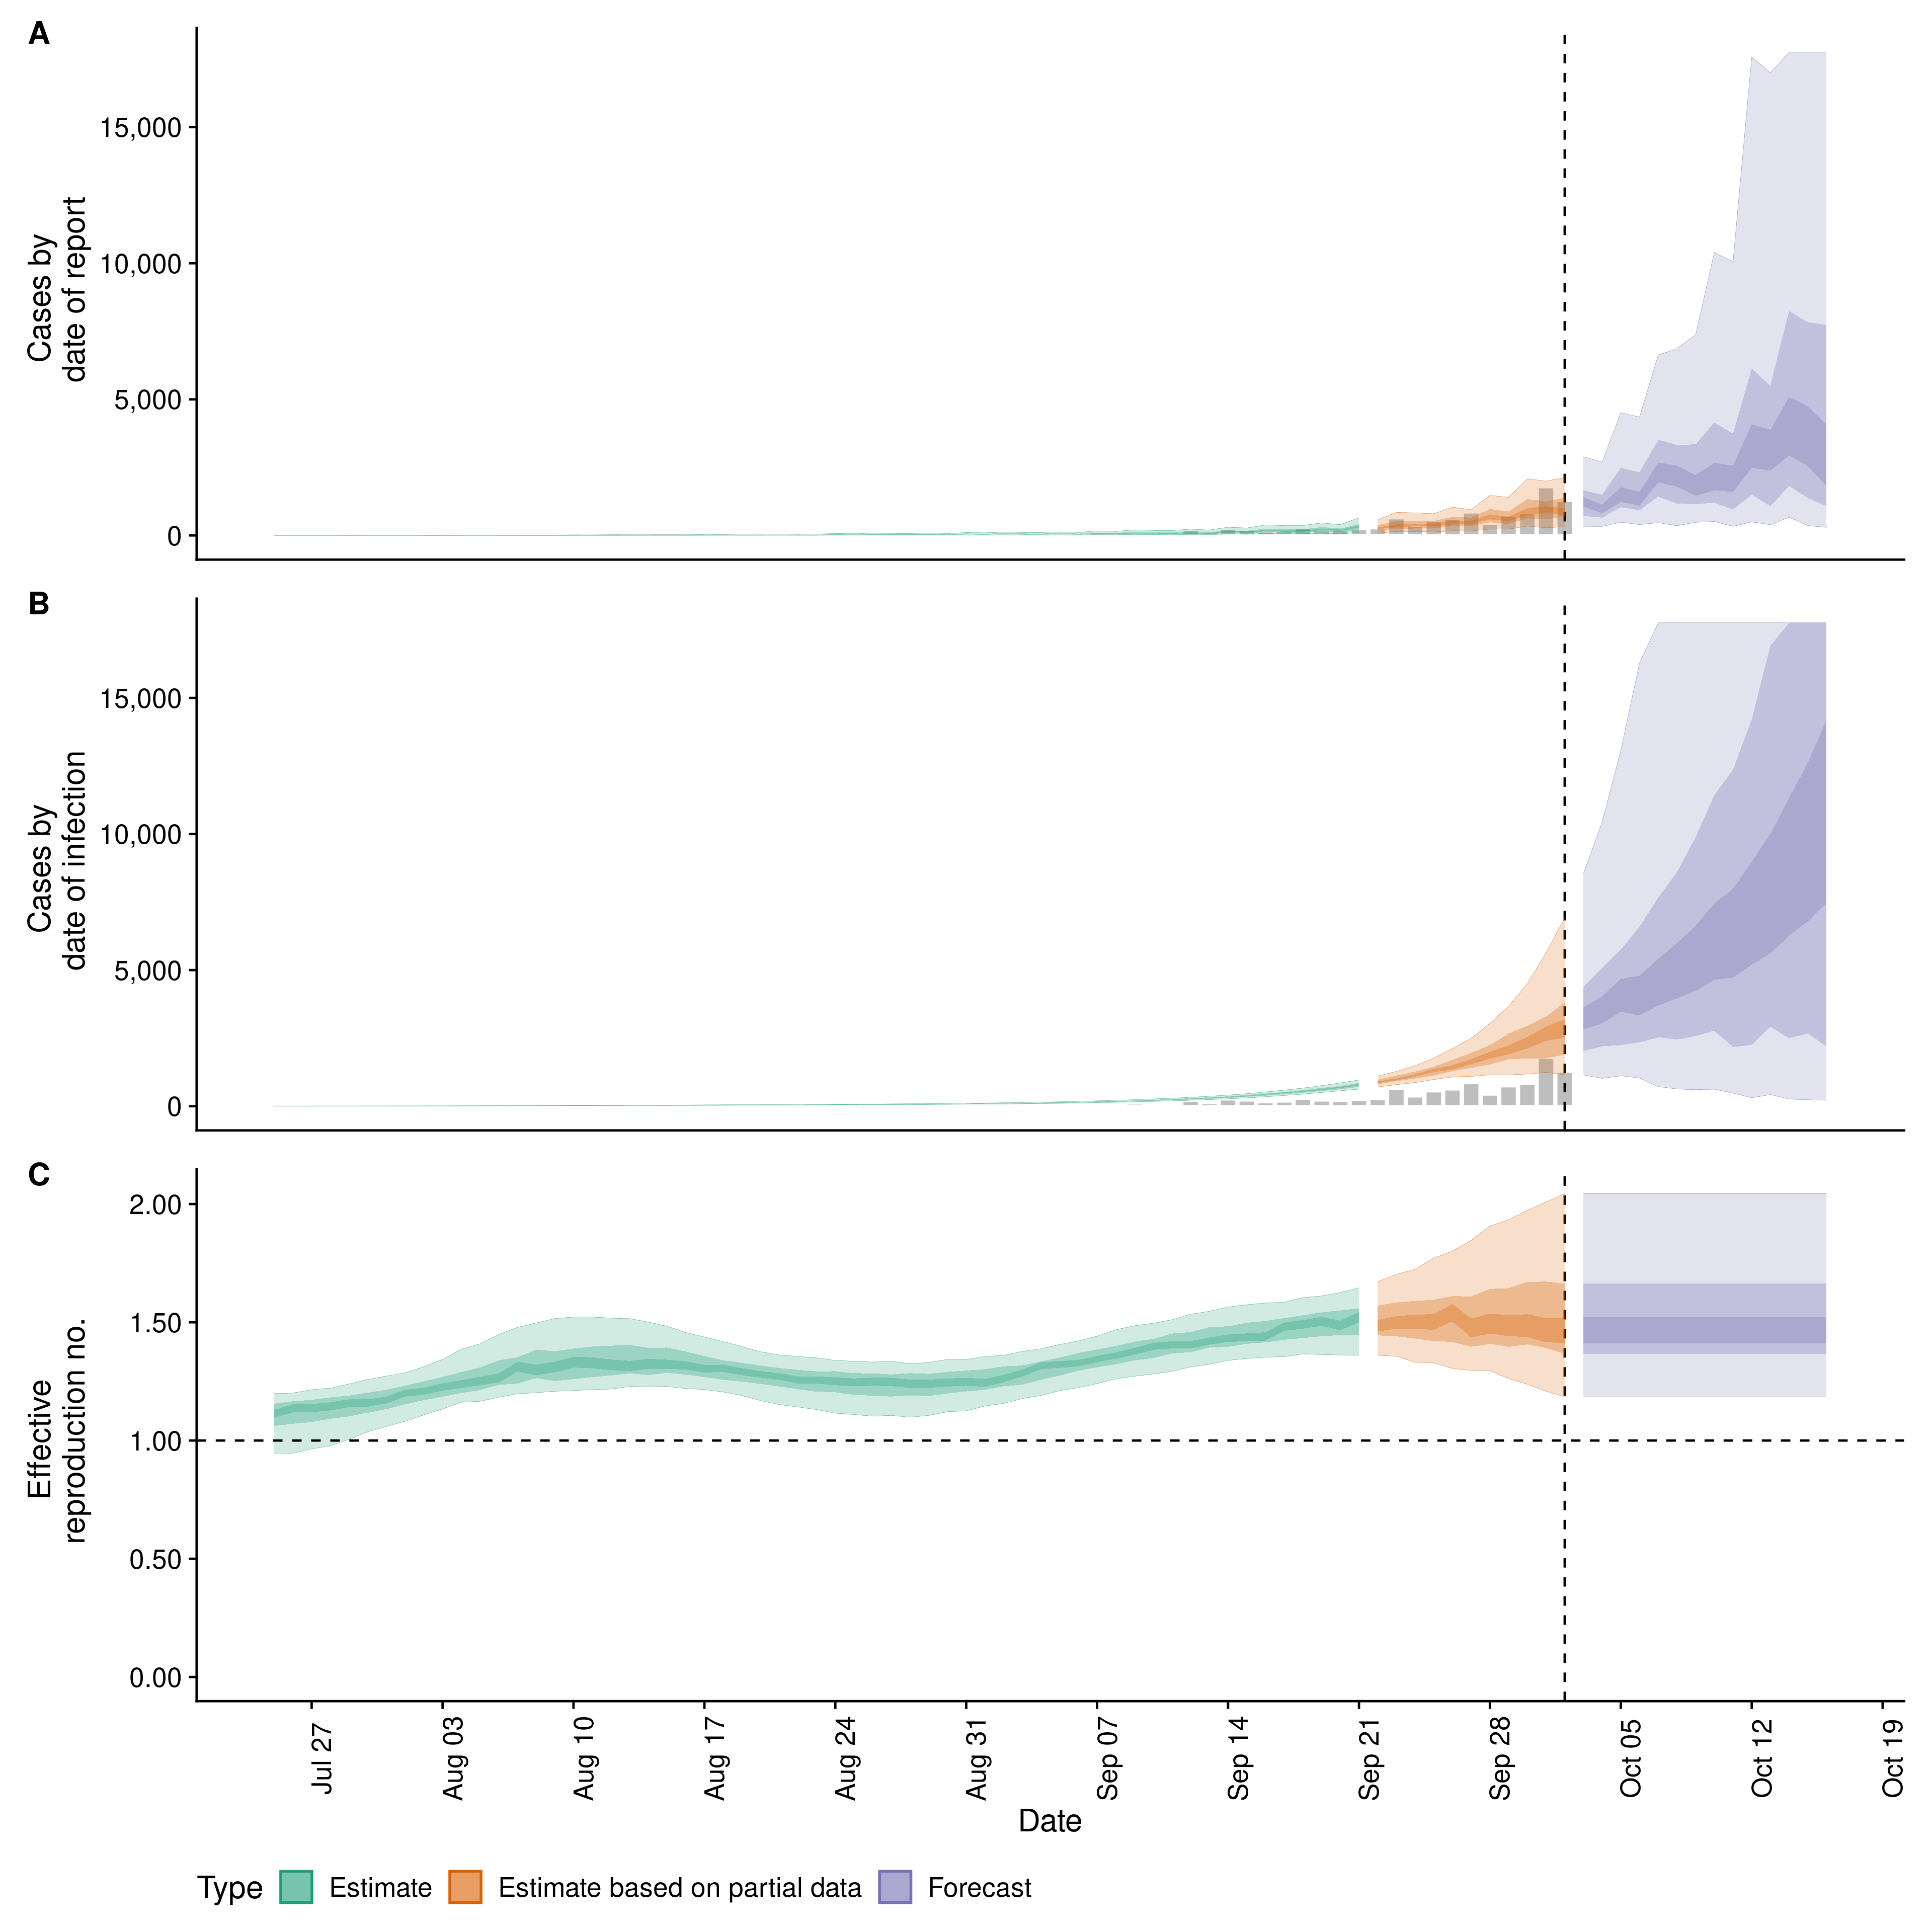 A
Cases by
date of report
15,000
10,000
5,000
0
B
Cases by
date of infection
15,000
10,000
5,000
0
C
Effective
reproduction no.
2.00
1.50
1.00
0.50
0.00
Jul 27
Aug 03
Aug 10
Aug 17
Aug 24
Aug 31
Sep 07
Sep 14
Sep 21
Sep 28
Oct 05
Oct 12
Oct 19
Date
Type Estimate Estimate based on partial data Forecast